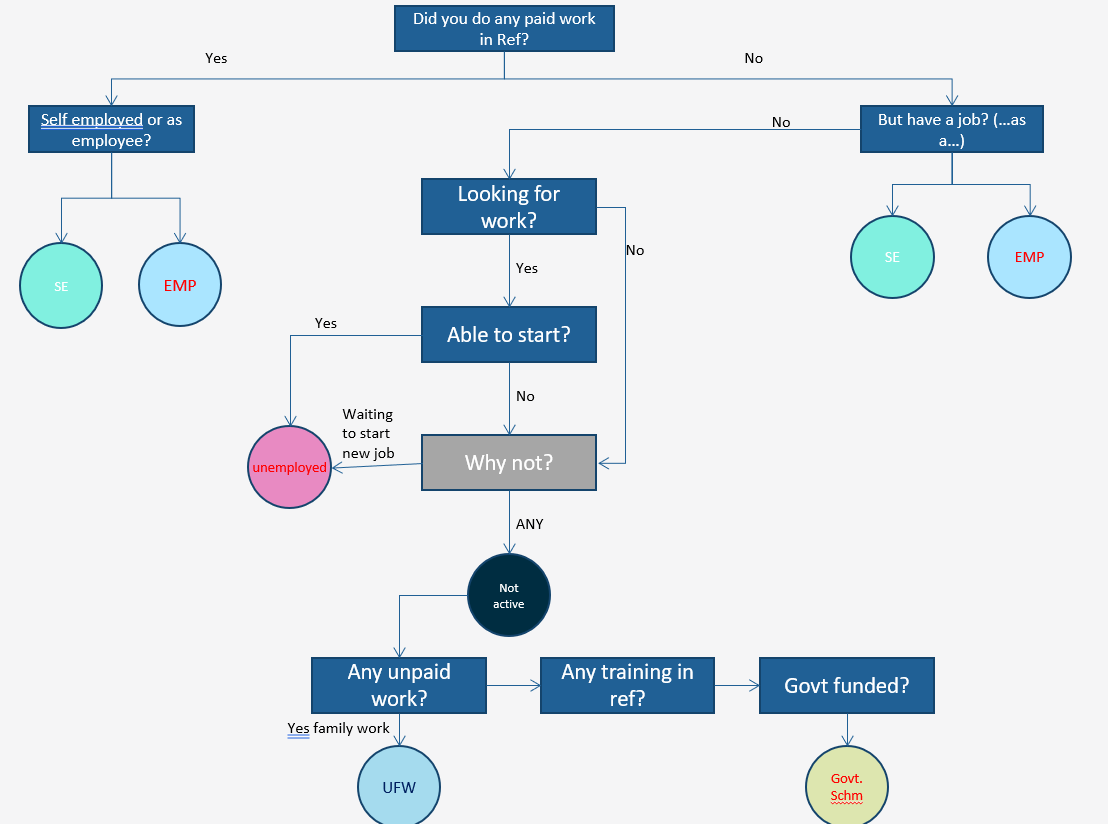 Did you do any paid work
in Ref?
Yes
No
Self employed or as
employee?
But have a job? (...as
a...)
No
Looking for
work?
No
Yes
SE
EMP
SE
EMP
Able to start?
Yes
No
Waiting
to start
new job
unemployed
Why not?
ANY
Not
active
Any unpaid
work?
Any training in
ref?
Govt funded?
Yes family work
UFW
Govt.
Schm